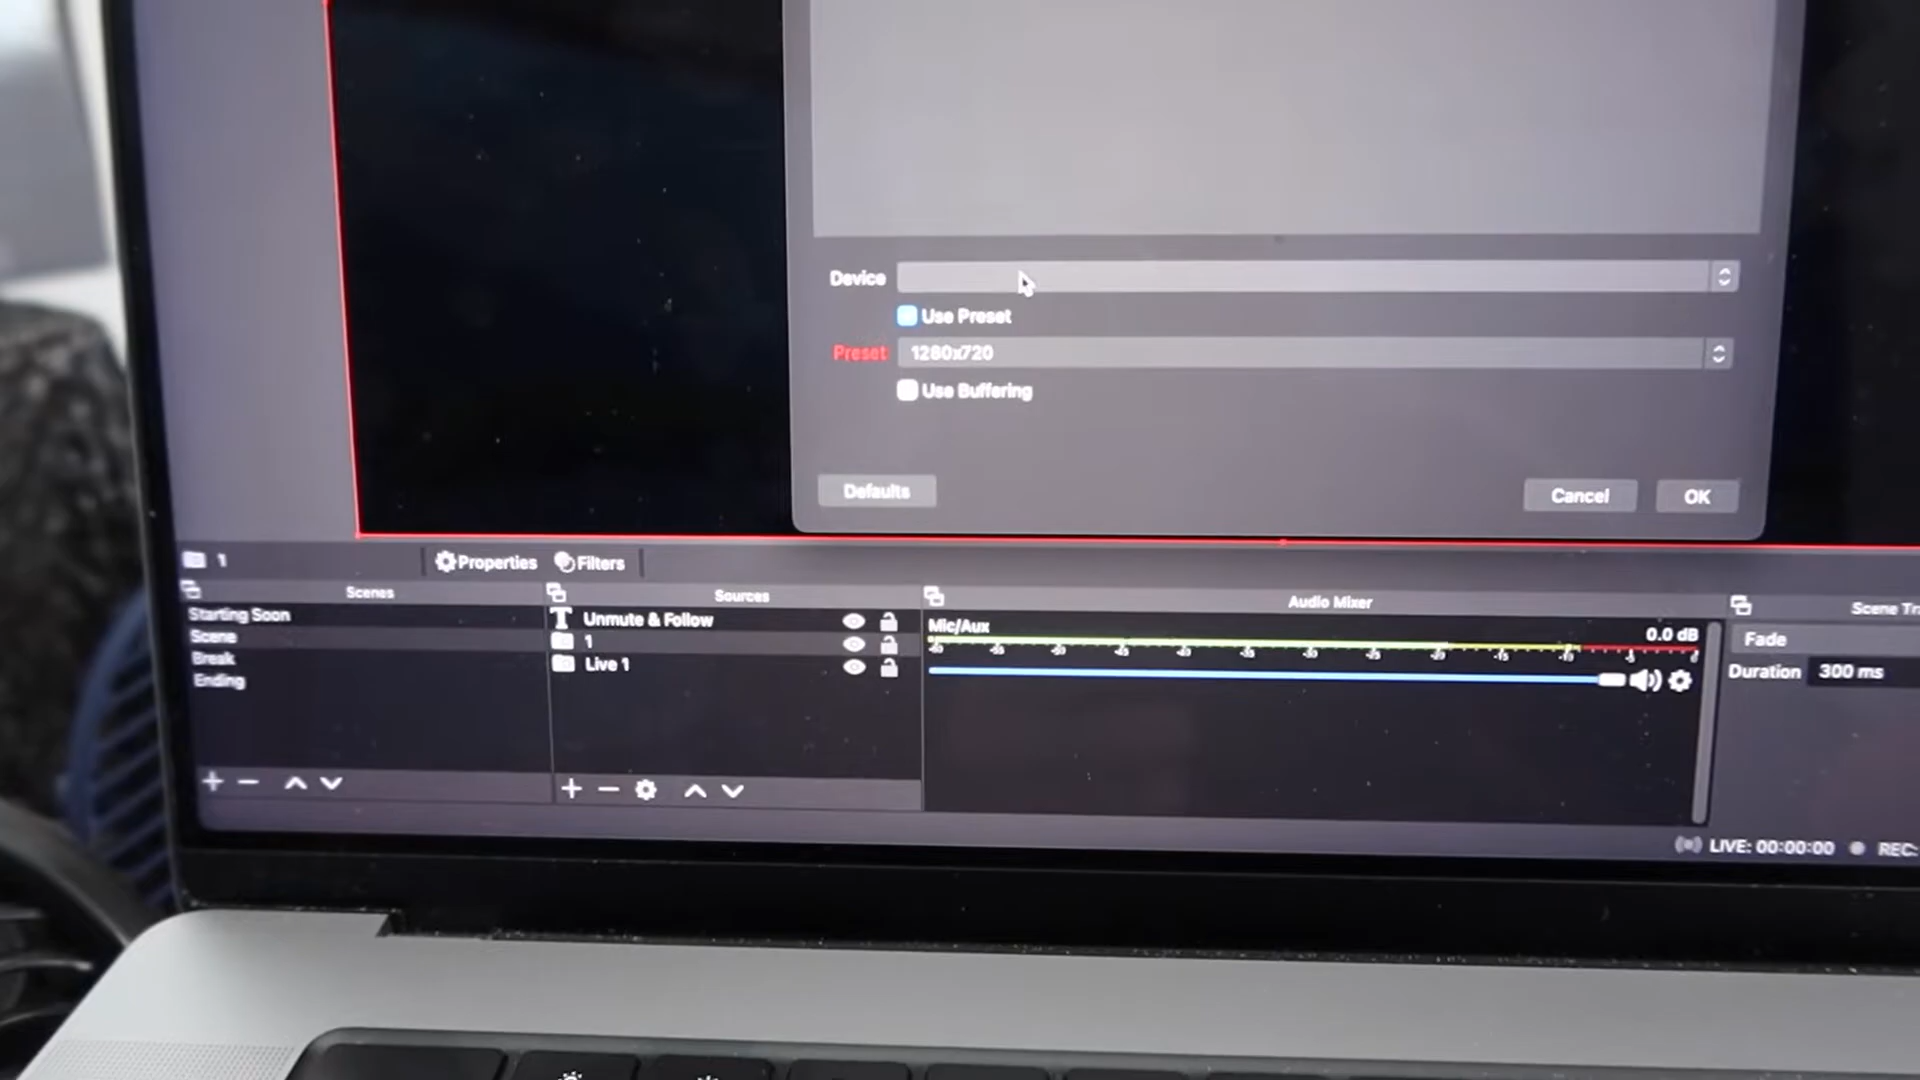 Device
Use Preset
Preset 1280x720
Use Buffering
Defaults Cancel OK
1 Properties Filters
Scenes
Starting Soon
Scene
Break
Ending
Sources
Unmute & Follow
1
Live 1
Audio Mixer
Mic/Aux 0.0 dB
Scene Tr
Fade
Duration 300 ms
LIVE: 00:00:00 REC: